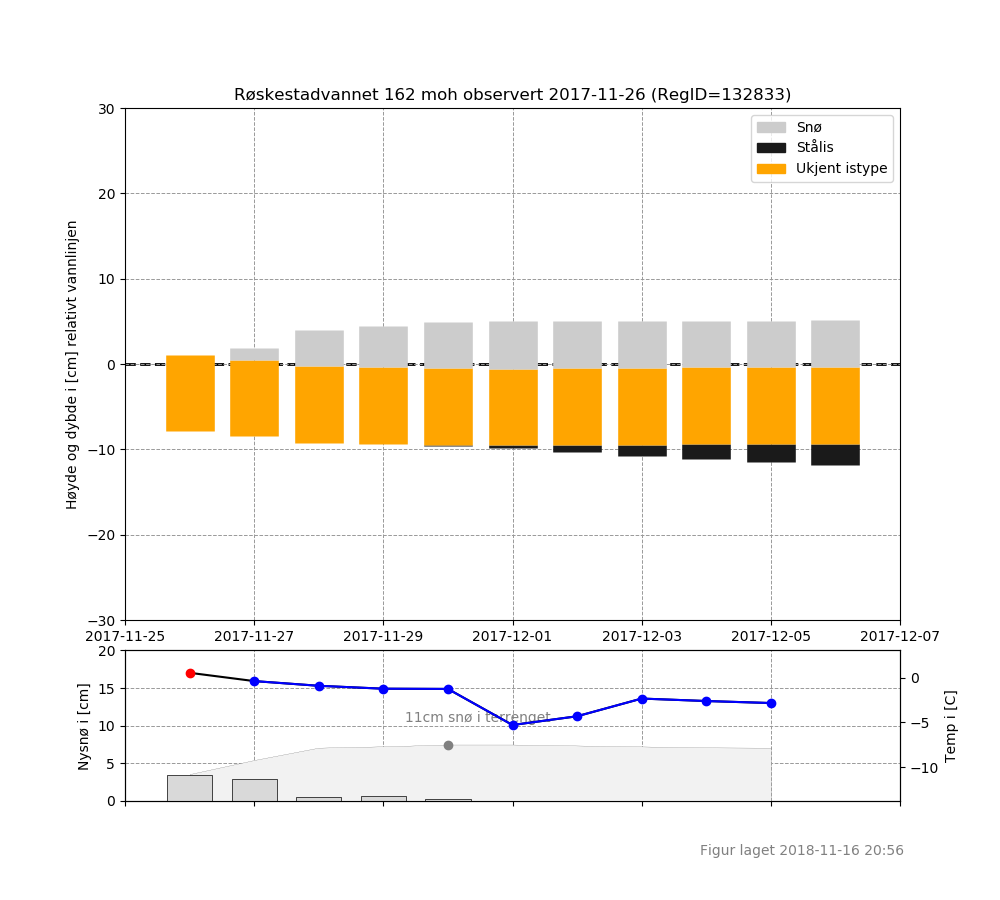 Røskestadvannet 162 moh observert 2017-11-26 (RegID=132833)
Høyde og dybde i [cm] relativt vannlinjen
30
20
10
0
−10
−20
−30
Snø
Stålis
Ukjent istype
2017-11-25 2017-11-27 2017-11-29 2017-12-01 2017-12-03 2017-12-05 2017-12-07
Nysnø i [cm]
20
15
10
5
0
11cm snø i terrenget
0
−5
−10
Temp i [C]
Figur laget 2018-11-16 20:56